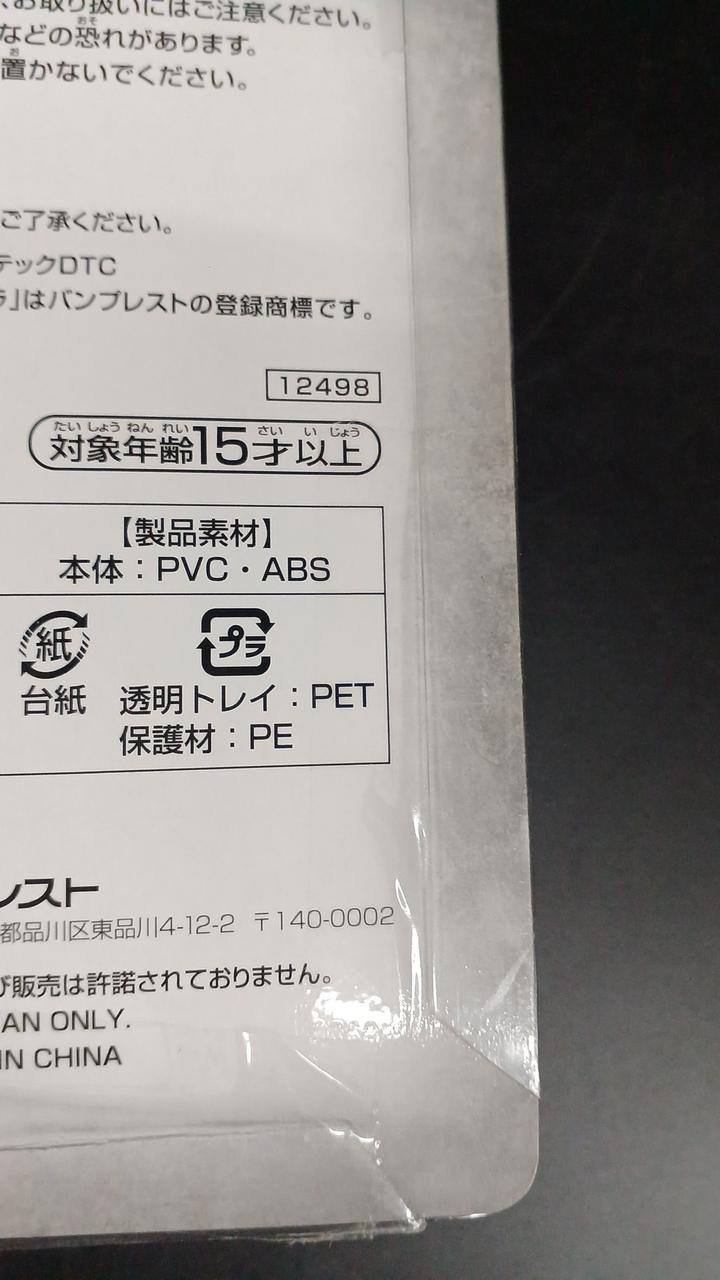 、お取り扱いにはご注意ください。
などの恐れがあります。
置かないでください。
ご了承ください。
テックDTC
ラ」はバンプレストの登録商標です。
12498
対象年齢15才以上
【製品素材】
本体：PVC・ABS
紙 プラ
台紙 透明トレイ：PET
保護材：PE
レスト
都品川区東品川4-12-2 〒140-0002
び販売は許諾されておりません。
AN ONLY.
IN CHINA